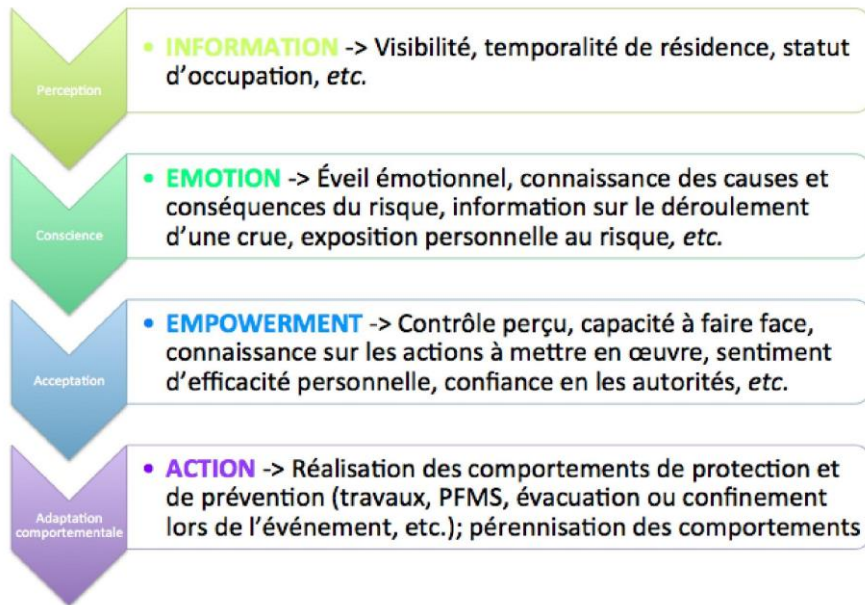 Perception
• INFORMATION -> Visibilité, temporalité de résidence, statut
d’occupation, etc.
Conscience
• EMOTION -> Éveil émotionnel, connaissance des causes et
conséquences du risque, information sur le déroulement
d’une crue, exposition personnelle au risque, etc.
Acceptation
• EMPOWERMENT -> Contrôle perçu, capacité à faire face,
connaissance sur les actions à mettre en œuvre, sentiment
d’efficacité personnelle, confiance en les autorités, etc.
Adaptation
comportementale
• ACTION -> Réalisation des comportements de protection et
de prévention (travaux, PFMS, évacuation ou confinement
lors de l’événement, etc.); pérennisation des comportements